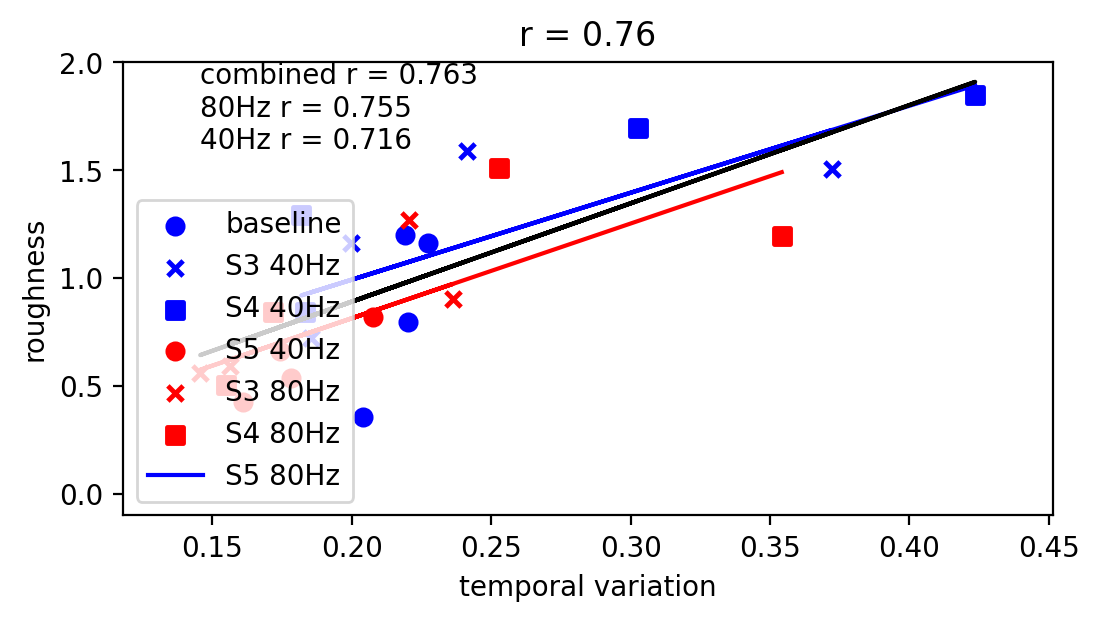 r = 0.76
combined r = 0.763
80Hz r = 0.755
40Hz r = 0.716
baseline
S3 40Hz
S4 40Hz
S5 40Hz
S3 80Hz
S4 80Hz
S5 80Hz
2.0
1.5
1.0
0.5
0.0
roughness
0.15 0.20 0.25 0.30 0.35 0.40 0.45
temporal variation